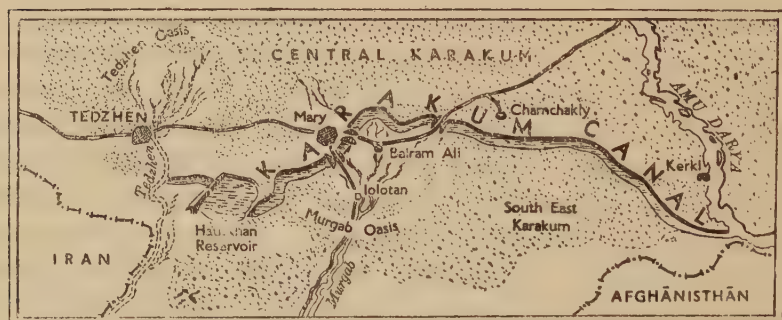 Tedzhen Oasis
CENTRAL KARAKUM
TEDZHEN
Mary
Charnchakly
KARAKUM CANAL
AMU DARYA
Bairam Ali
Kerki
Tedzhen
Iolotan
Reservoir
Murgab Oasis
South East
Karakum
IRAN
Murgab
AFGHĀNISTHĀN